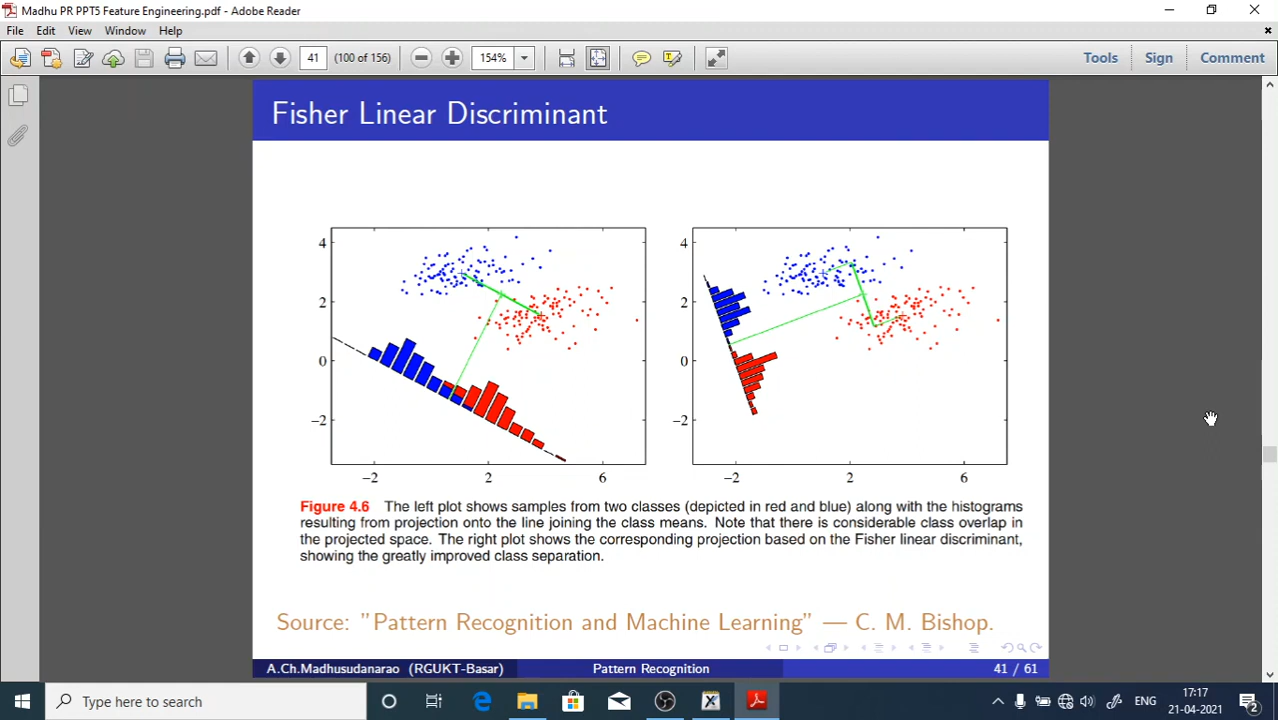 Madhu PR PPT5 Feature Engineering.pdf - Adobe Reader
File Edit View Window Help
41 (100 of 156) 154% Tools Sign Comment
Fisher Linear Discriminant
4 4
2 2
0 0
−2 −2
−2 2 6 −2 2 6
Figure 4.6 The left plot shows samples from two classes (depicted in red and blue) along with the histograms
resulting from projection onto the line joining the class means. Note that there is considerable class overlap in
the projected space. The right plot shows the corresponding projection based on the Fisher linear discriminant,
showing the greatly improved class separation.
Source: ”Pattern Recognition and Machine Learning” — C. M. Bishop.
A.Ch.Madhusudanarao (RGUKT-Basar) Pattern Recognition 41 / 61
Type here to search ENG 17:17
21-04-2021 2